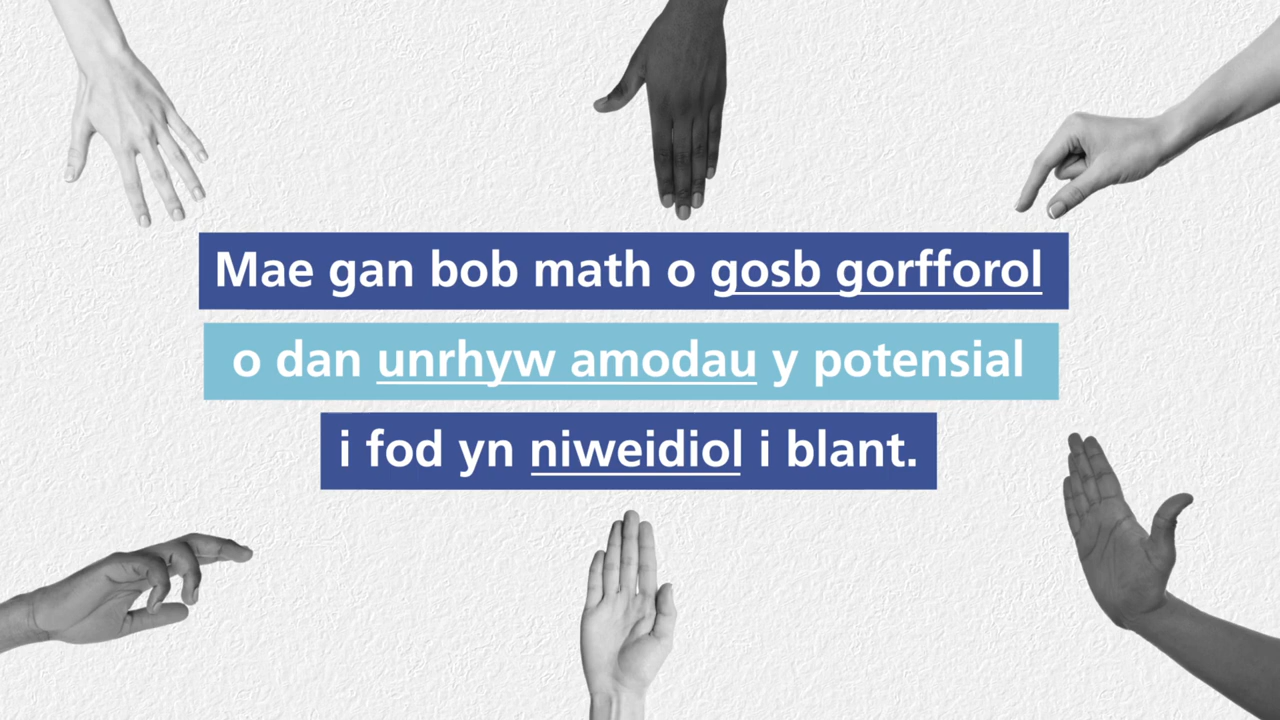 Mae gan bob math o gosb gorfforol
o dan unrhyw amodau y potensial
i fod yn niweidiol i blant.